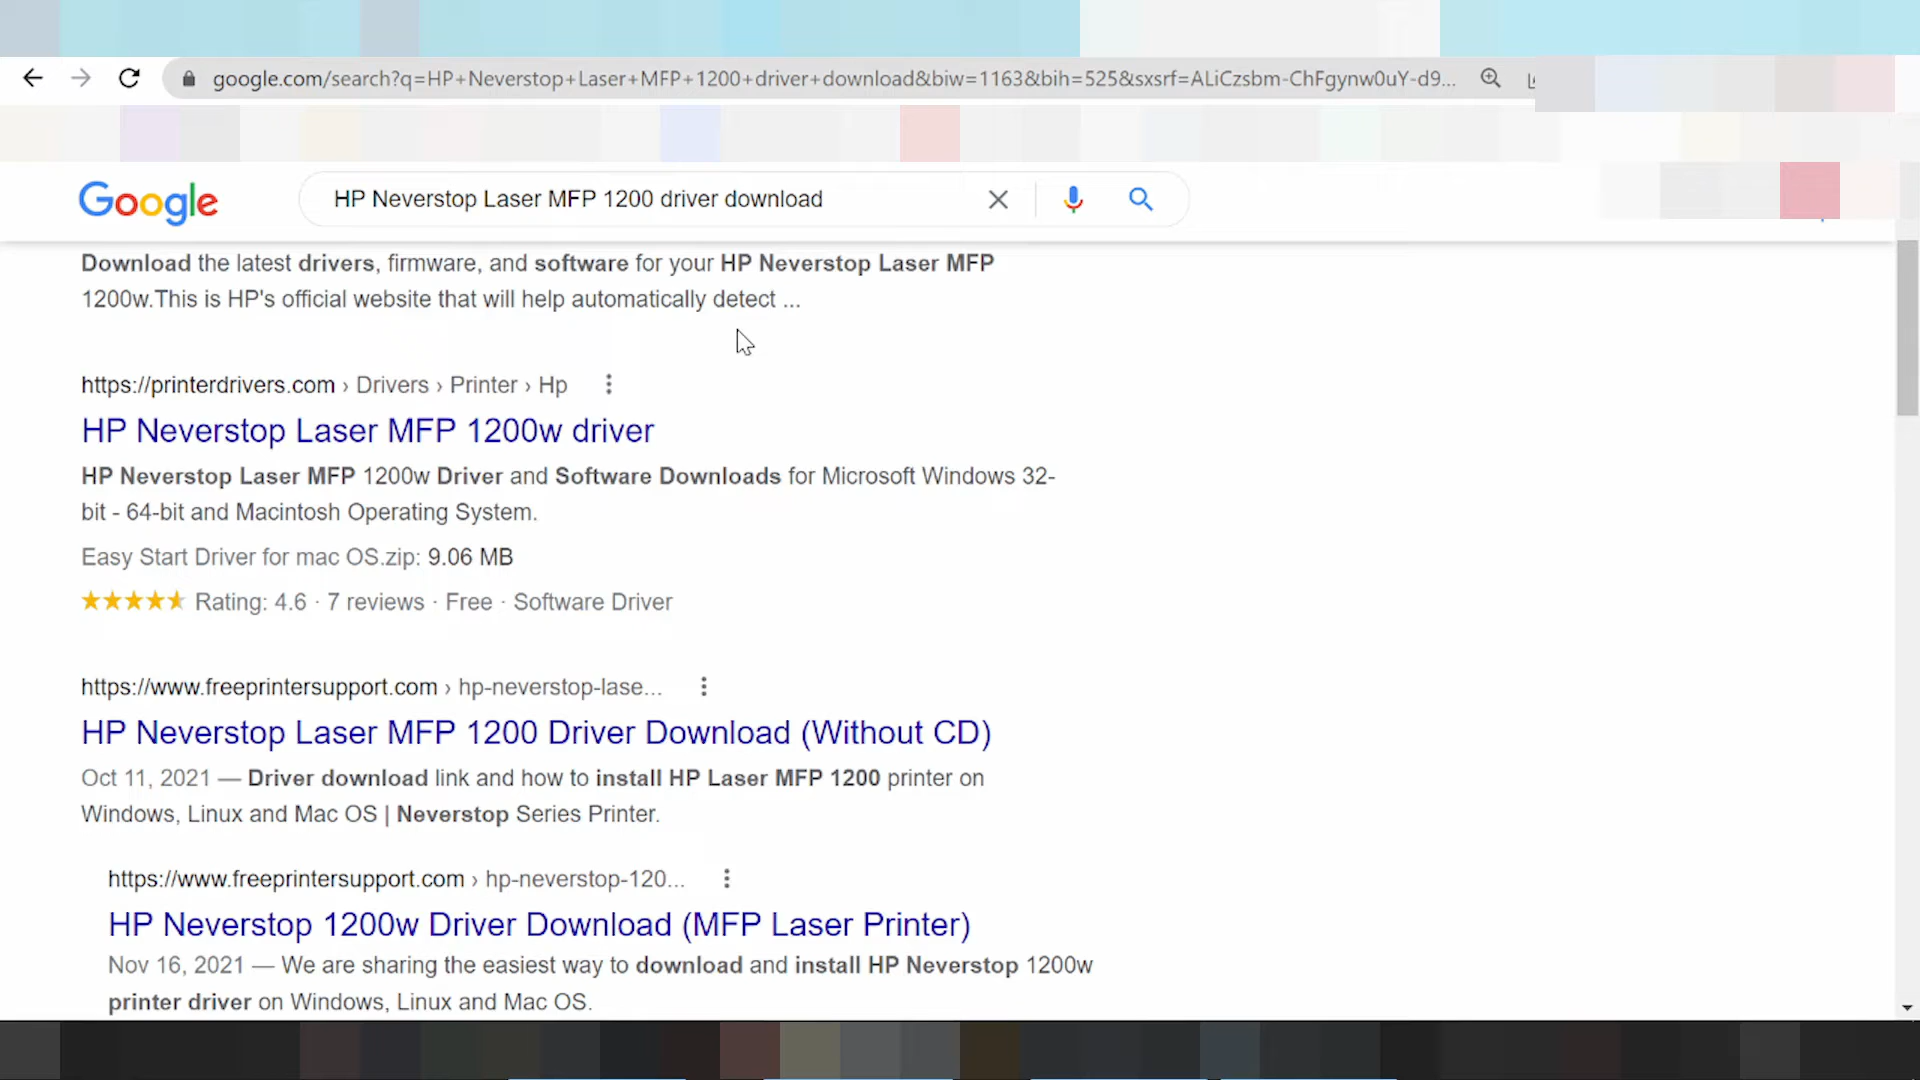 google.com/search?q=HP+Neverstop+Laser+MFP+1200+driver+download&biw=1163&bih=525&sxsrf=ALiCzsbm-ChFgynw0uY-d9...
Google
HP Neverstop Laser MFP 1200 driver download
Download the latest drivers, firmware, and software for your HP Neverstop Laser MFP
1200w.This is HP's official website that will help automatically detect ...
https://printerdrivers.com › Drivers › Printer › Hp
HP Neverstop Laser MFP 1200w driver
HP Neverstop Laser MFP 1200w Driver and Software Downloads for Microsoft Windows 32-
bit - 64-bit and Macintosh Operating System.
Easy Start Driver for mac OS.zip: 9.06 MB
Rating: 4.6 · 7 reviews · Free · Software Driver
https://www.freeprintersupport.com › hp-neverstop-lase...
HP Neverstop Laser MFP 1200 Driver Download (Without CD)
Oct 11, 2021 — Driver download link and how to install HP Laser MFP 1200 printer on
Windows, Linux and Mac OS | Neverstop Series Printer.
https://www.freeprintersupport.com › hp-neverstop-120...
HP Neverstop 1200w Driver Download (MFP Laser Printer)
Nov 16, 2021 — We are sharing the easiest way to download and install HP Neverstop 1200w
printer driver on Windows, Linux and Mac OS.